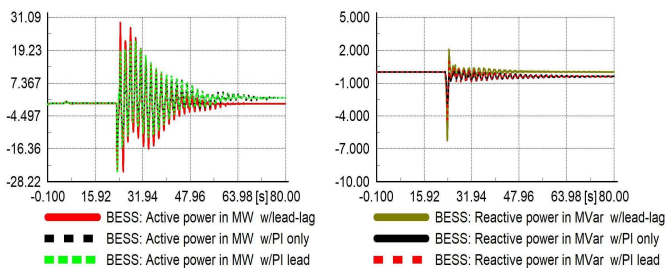 31.09
19.23
7.367
-4.497
-16.36
-28.22
-0.100 15.92 31.94 47.96 63.98 [s] 80.00
BESS: Active power in MW w/lead-lag
BESS: Active power in MW w/PI only
BESS: Active power in MW w/PI lead
5.000
2.000
-1.000
-4.000
-7.000
-10.00
-0.100 15.92 31.94 47.96 63.98 [s] 80.00
BESS: Reactive power in MVar w/lead-lag
BESS: Reactive power in MVar w/PI only
BESS: Reactive power in MVar w/PI lead